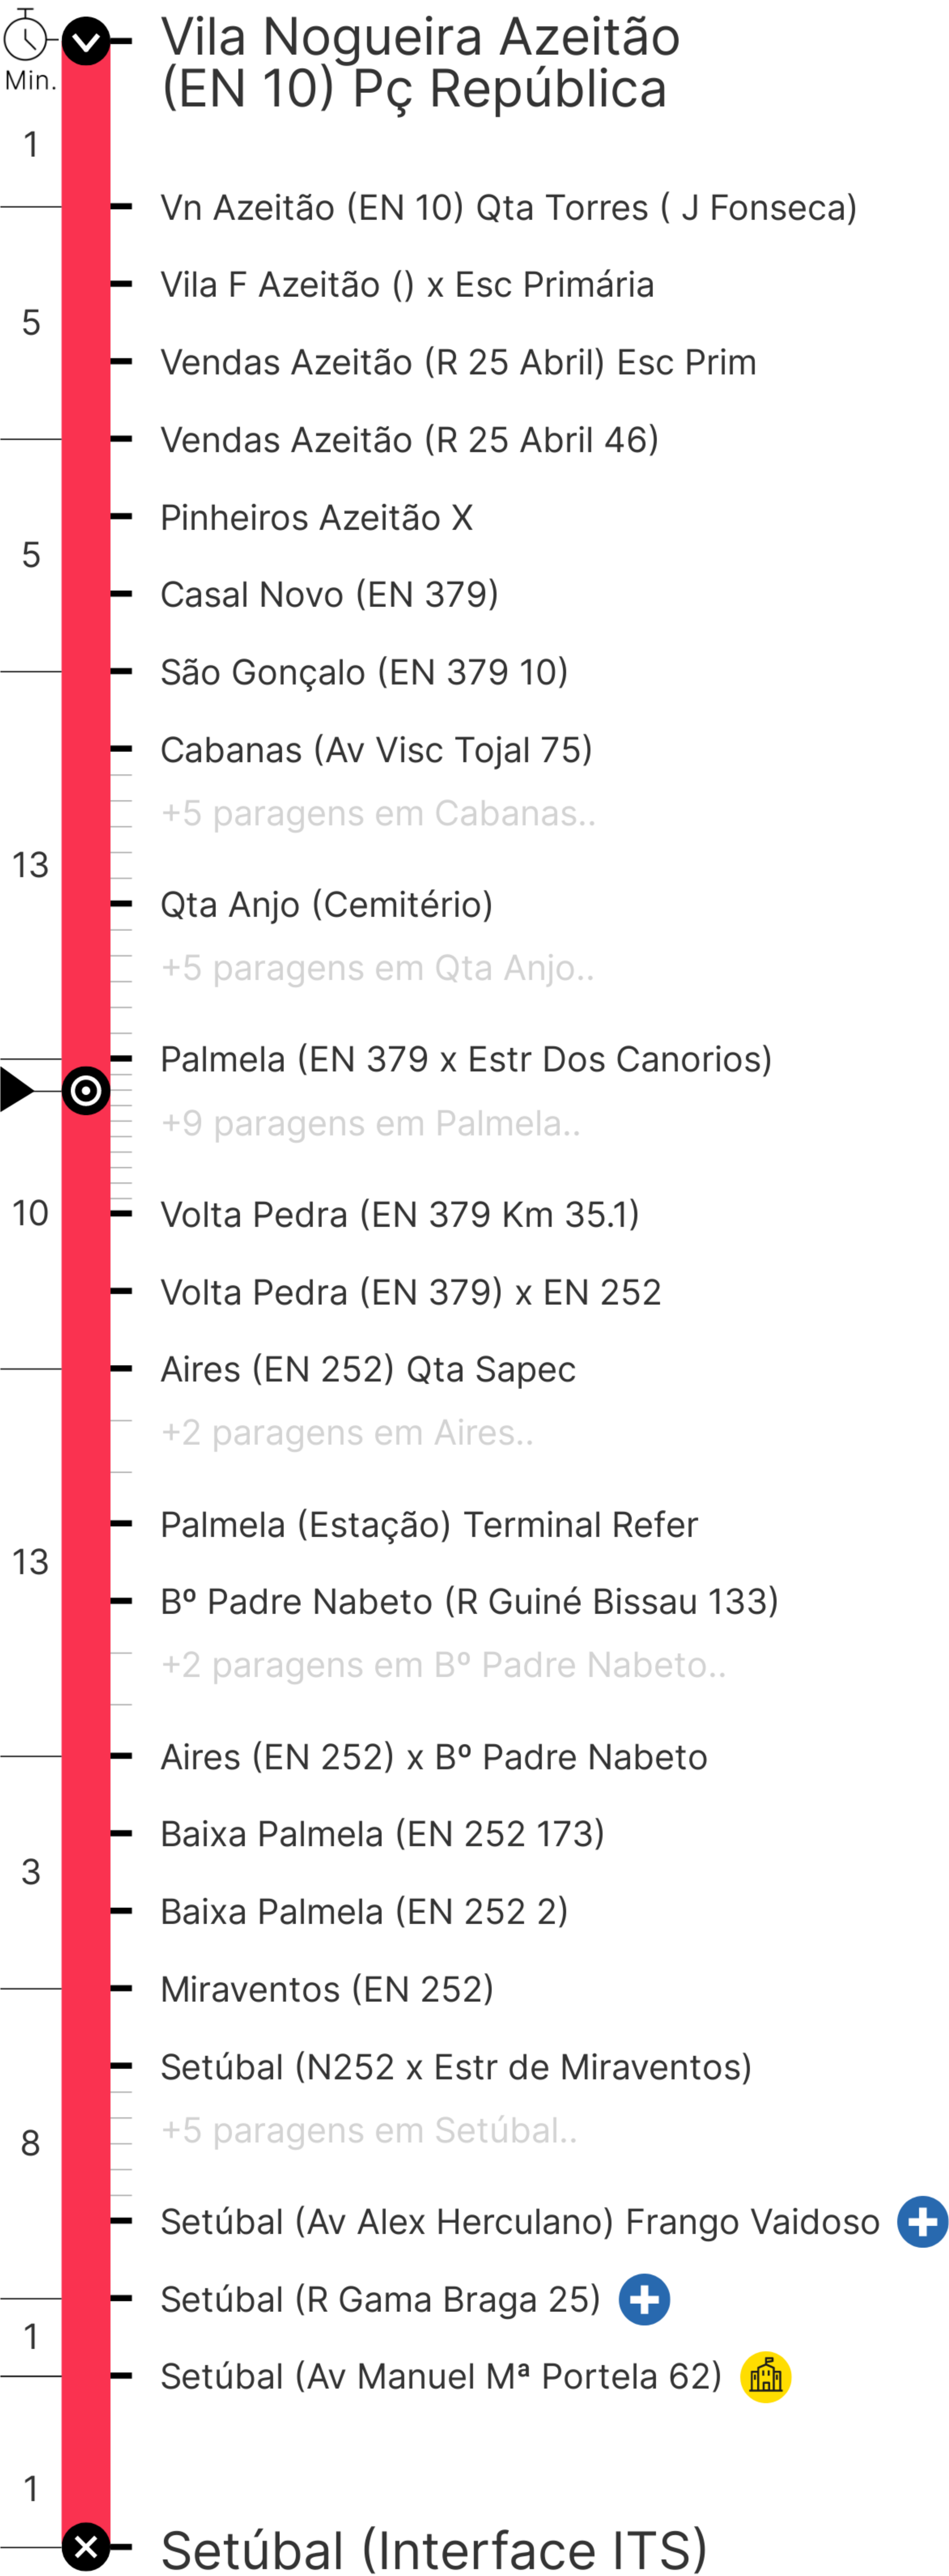 Vila Nogueira Azeitão
(EN 10) Pç República
Min.
1
Vn Azeitão (EN 10) Qta Torres ( J Fonseca)
Vila F Azeitão () x Esc Primária
5
Vendas Azeitão (R 25 Abril) Esc Prim
Vendas Azeitão (R 25 Abril 46)
Pinheiros Azeitão X
5
Casal Novo (EN 379)
São Gonçalo (EN 379 10)
Cabanas (Av Visc Tojal 75)
+5 paragens em Cabanas..
13
Qta Anjo (Cemitério)
+5 paragens em Qta Anjo..
Palmela (EN 379 x Estr Dos Canorios)
+9 paragens em Palmela..
10
Volta Pedra (EN 379 Km 35.1)
Volta Pedra (EN 379) x EN 252
Aires (EN 252) Qta Sapec
+2 paragens em Aires..
Palmela (Estação) Terminal Refer
13
Bº Padre Nabeto (R Guiné Bissau 133)
+2 paragens em Bº Padre Nabeto..
Aires (EN 252) x Bº Padre Nabeto
Baixa Palmela (EN 252 173)
3
Baixa Palmela (EN 252 2)
Miraventos (EN 252)
Setúbal (N252 x Estr de Miraventos)
+5 paragens em Setúbal..
8
Setúbal (Av Alex Herculano) Frango Vaidoso
Setúbal (R Gama Braga 25)
1
Setúbal (Av Manuel Mª Portela 62)
1
Setúbal (Interface ITS)